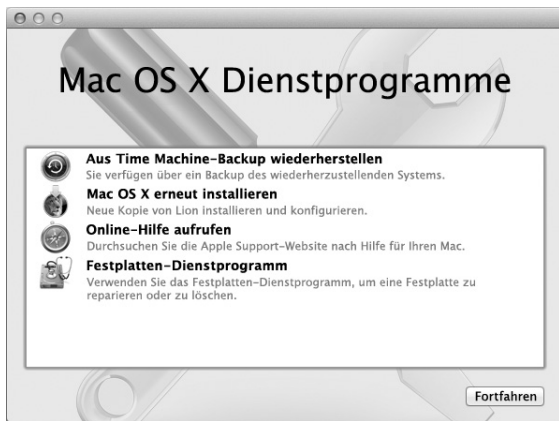 Mac OS X Dienstprogramme
Aus Time Machine-Backup wiederherstellen
Sie verfügen über ein Backup des wiederherzustellenden Systems.
Mac OS X erneut installieren
Neue Kopie von Lion installieren und konfigurieren.
Online-Hilfe aufrufen
Durchsuchen Sie die Apple Support-Website nach Hilfe für Ihren Mac.
Festplatten-Dienstprogramm
Verwenden Sie das Festplatten-Dienstprogramm, um eine Festplatte zu
reparieren oder zu löschen.
Fortfahren